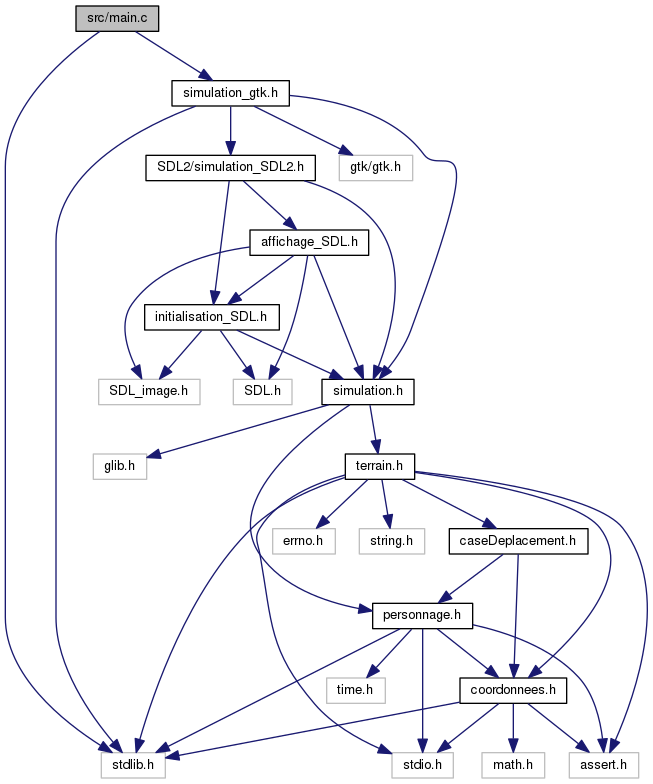 src/main.c
simulation_gtk.h
SDL2/simulation_SDL2.h
gtk/gtk.h
affichage_SDL.h
initialisation_SDL.h
SDL_image.h
SDL.h
simulation.h
glib.h
terrain.h
errno.h
string.h
caseDeplacement.h
personnage.h
time.h
coordonnees.h
stdlib.h
stdio.h
math.h
assert.h